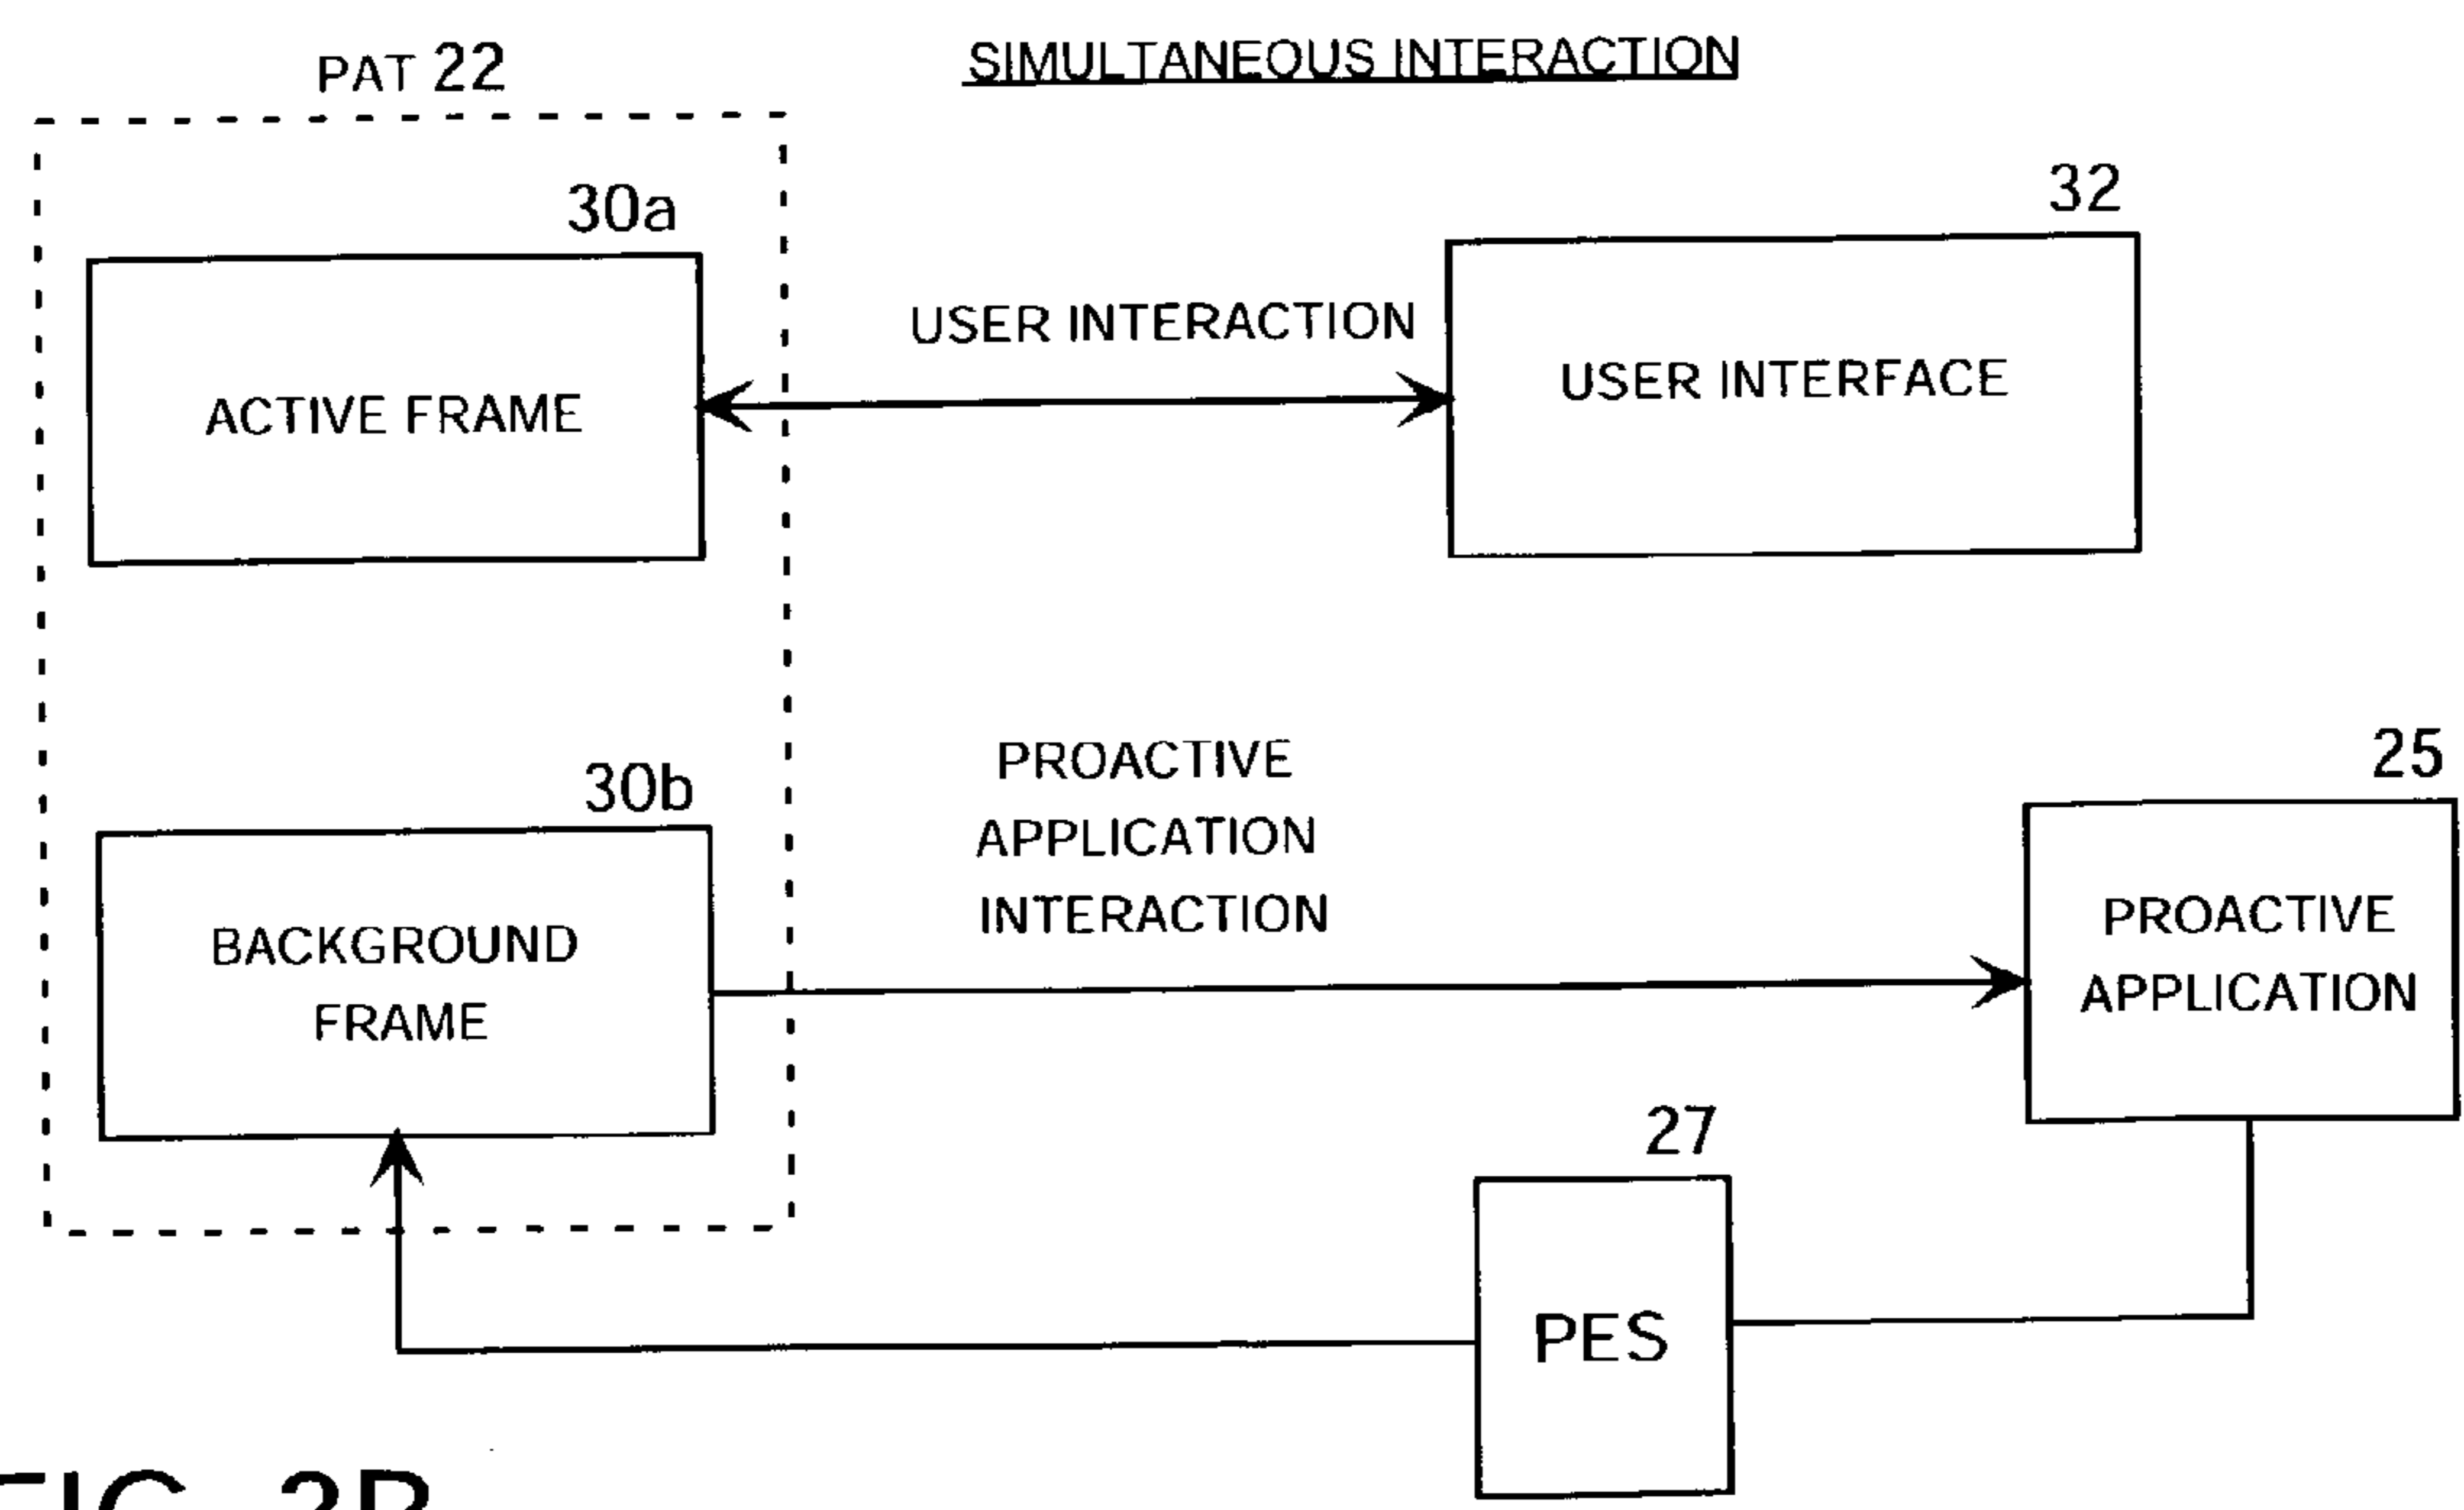 PAT 22
SIMULTANEOUS INTERACTION
30a
32
USER INTERACTION
ACTIVE FRAME
USER INTERFACE
30b
PROACTIVE
APPLICATION
INTERACTION
25
BACKGROUND
FRAME
PROACTIVE
APPLICATION
27
PES